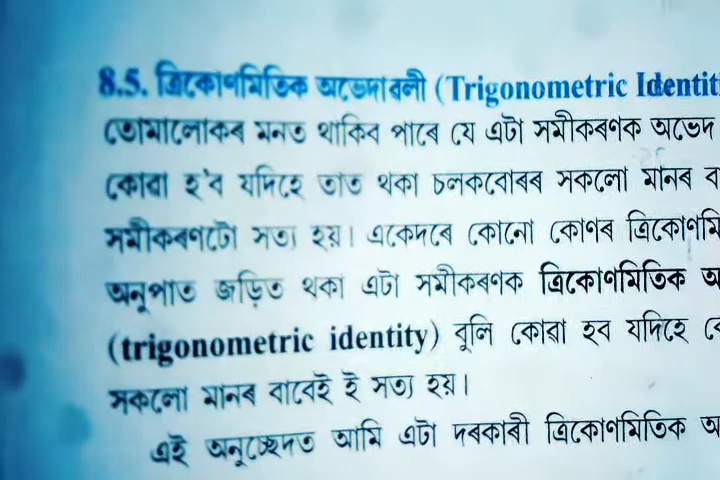 8.5. ত্ৰিকোণমিতিক অভেদাৱলী (Trigonometric Identit
তোমালোকৰ মনত থাকিব পাৰে যে এটা সমীকৰণক অভেদ
কোৱা হ'ব যদিহে তাত থকা চলকবোৰৰ সকলো মানৰ ব
সমীকৰণটো সত্য হয়। একেদৰে কোনো কোণৰ ত্ৰিকোণমি
অনুপাত জড়িত থকা এটা সমীকৰণক ত্ৰিকোণমিতিক অ
(trigonometric identity) বুলি কোৱা হব যদিহে কে
সকলো মানৰ বাবেই ই সত্য হয়।
এই অনুচ্ছেদত আমি এটা দৰকাৰী ত্ৰিকোণমিতিক অ